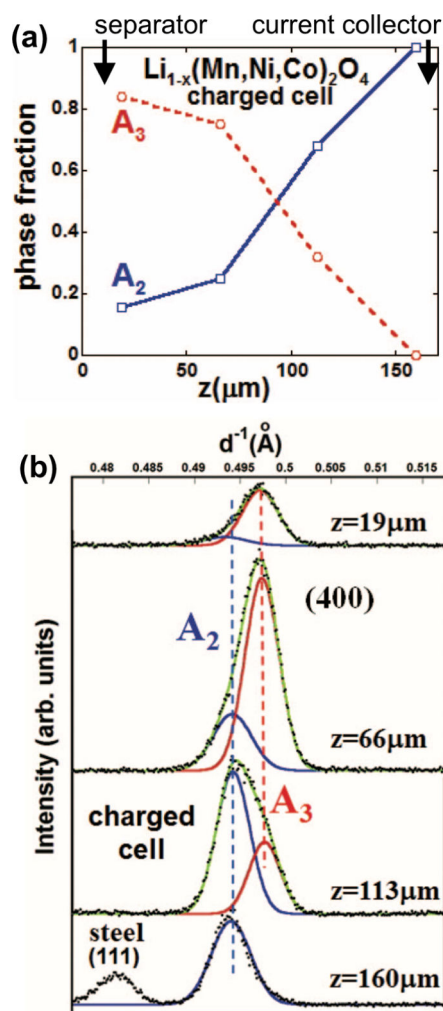 (a)
separator
current collector
Li₁₋ₓ(Mn,Ni,Co)₂O₄
charged cell
A₃
A₂
phase fraction
1
0.8
0.6
0.4
0.2
0
0
50
100
150
z(μm)
(b)
d⁻¹(Å)
0.48
0.485
0.49
0.495
0.5
0.505
0.51
0.515
z=19μm
(400)
A₂
z=66μm
A₃
charged
cell
z=113μm
steel
(111)
z=160μm
Intensity (arb. units)